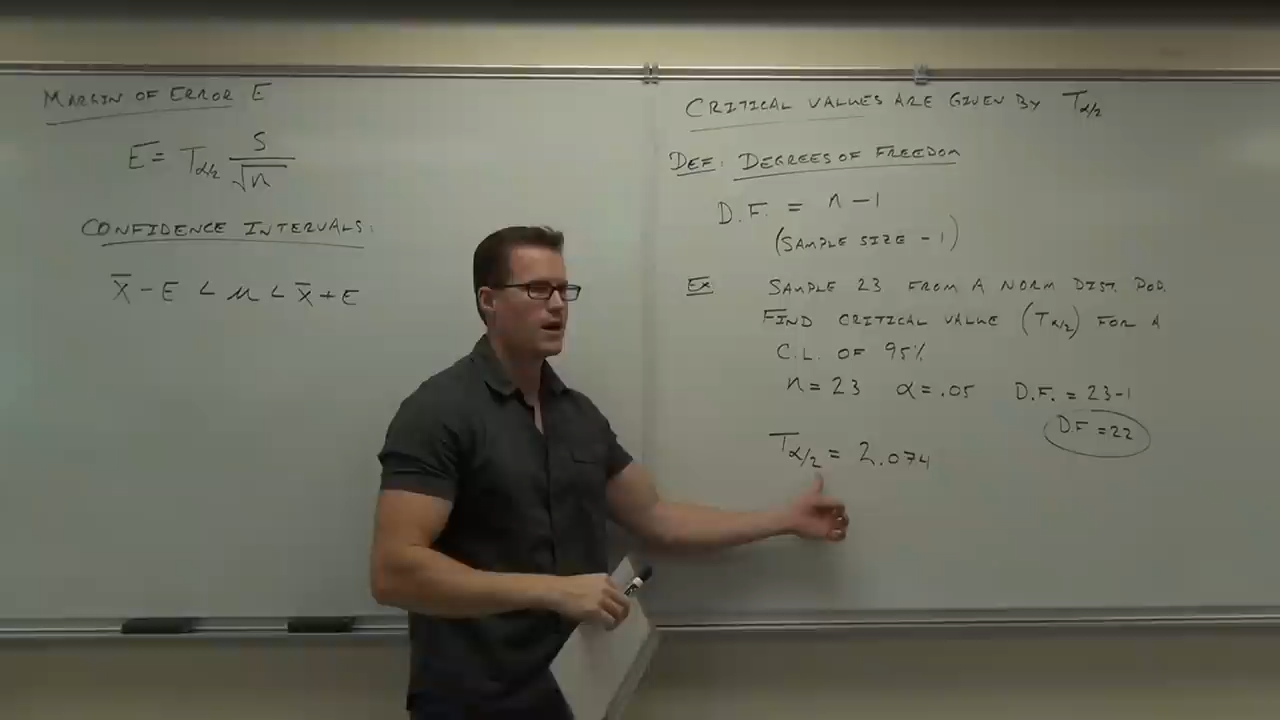 MARGIN OF ERROR E
E = Tα/2 S/√n
CONFIDENCE INTERVALS:
x̄ - E < μ < x̄ + E
CRITICAL VALUES ARE GIVEN BY Tα/2
DEF: DEGREES OF FREEDOM
D.F. = n - 1
(SAMPLE SIZE - 1)
EX SAMPLE 23 FROM A NORM DIST. POP.
FIND CRITICAL VALUE (Tα/2) FOR A
C.L. OF 95%
n = 23 α = .05 D.F. = 23-1
DF = 22
Tα/2 = 2.074